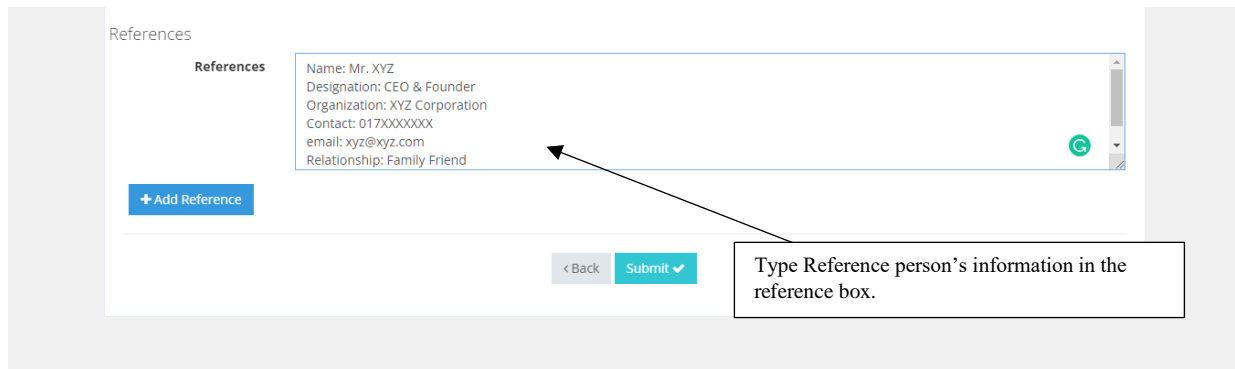 References
References
Name: Mr. XYZ
Designation: CEO & Founder
Organization: XYZ Corporation
Contact: 017XXXXXXX
email: xyz@xyz.com
Relationship: Family Friend
+ Add Reference
< Back
Submit ✔
Type Reference person’s information in the
reference box.